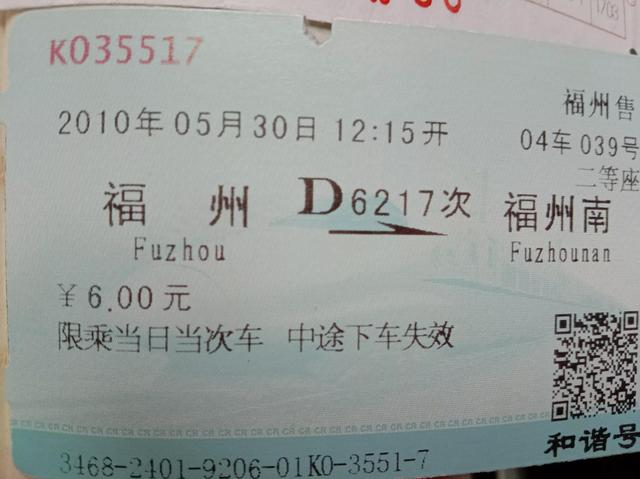 K035517
福州售
2010年05月30日 12:15开
04车 039号
二等座
福州 D6217次 福州南
Fuzhou Fuzhounan
¥6.00元
限乘当日当次车 中途下车失效
和谐号
3468-2401-9206-01K0-3551-7
1703